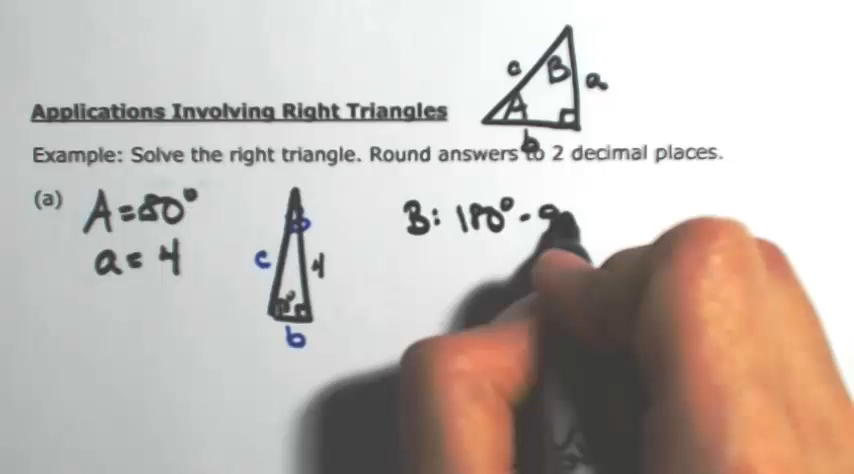 c
B
a
A
b
Applications Involving Right Triangles
Example: Solve the right triangle. Round answers to 2 decimal places.
(a) A = 80°
a = 4
c
4
b
B: 180° -